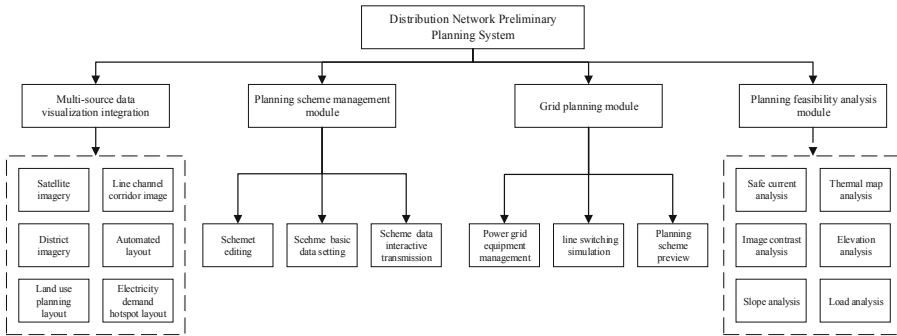 Distribution Network Preliminary
Planning System
Multi-source data
visualization integration
Planning scheme management
module
Grid planning module
Planning feasibility analysis
module
Satellite
imagery
Line channel
corridor image
District
imagery
Automated
layout
Land use
planning
layout
Electricity
demand
hotspot layout
Schemet
editing
Scehme basic
data setting
Scheme data
interactive
transmission
Power grid
equipment
management
line switching
simulation
Planning
scheme
preview
Safe current
analysis
Thermal map
analysis
Image contrast
analysis
Elevation
analysis
Slope analysis
Load analysis